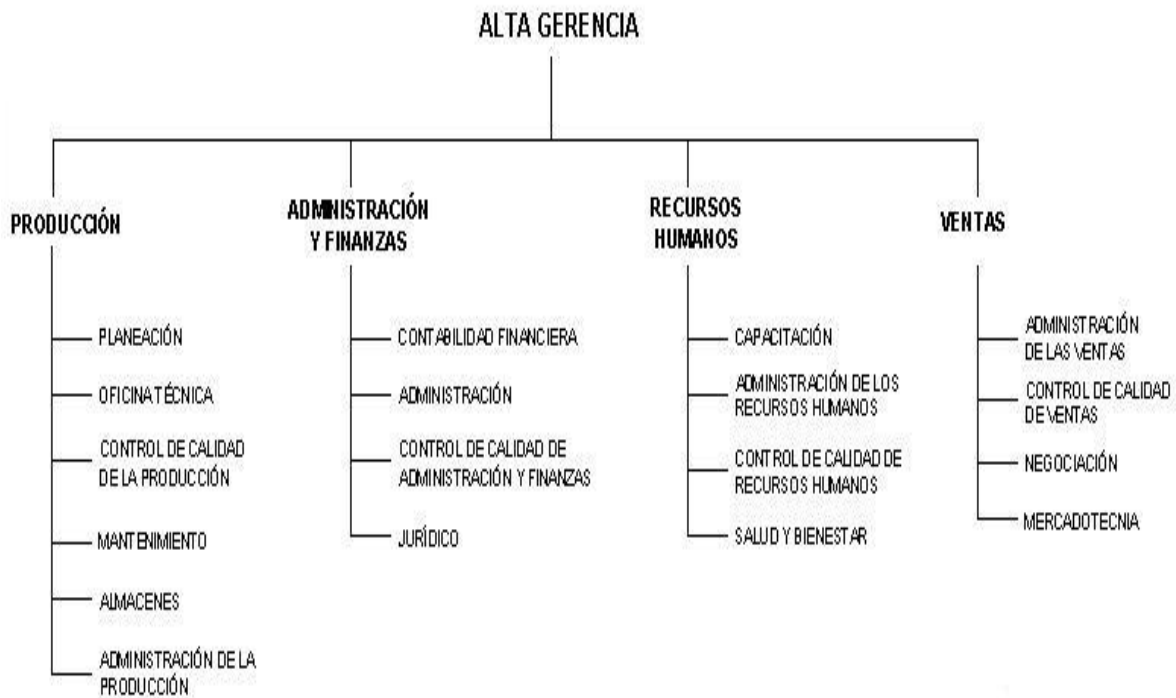 ALTA GERENCIA
PRODUCCIÓN
PLANEACIÓN
OFICINA TÉCNICA
CONTROL DE CALIDAD
DE LA PRODUCCIÓN
MANTENIMIENTO
ALMACENES
ADMINISTRACIÓN DE LA
PRODUCCIÓN
ADMINISTRACIÓN
Y FINANZAS
CONTABILIDAD FINANCIERA
ADMINISTRACIÓN
CONTROL DE CALIDAD DE
ADMINISTRACIÓN Y FINANZAS
JURÍDICO
RECURSOS
HUMANOS
CAPACITACIÓN
ADMINISTRACIÓN DE LOS
RECURSOS HUMANOS
CONTROL DE CALIDAD DE
RECURSOS HUMANOS
SALUD Y BIENESTAR
VENTAS
ADMINISTRACIÓN
DE LAS VENTAS
CONTROL DE CALIDAD
DE VENTAS
NEGOCIACIÓN
MERCADOTECNIA